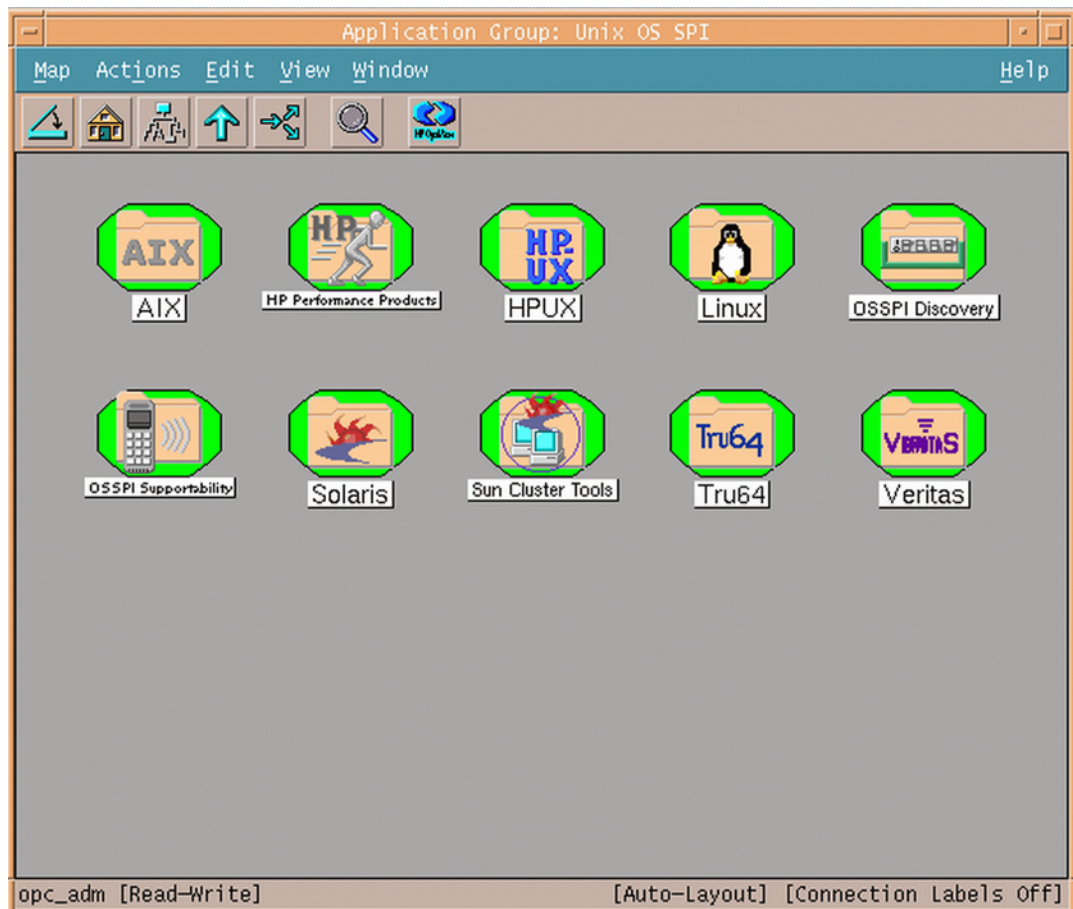 Application Group: Unix OS SPI
Map Actions Edit View Window Help
HP OpView
AIX
HP
HP-UX
AIX
HP Performance Products
HPUX
Linux
OSSPI Discovery
Tru64
VERITAS
OSSPI Supportability
Solaris
Sun Cluster Tools
Tru64
Veritas
opc_adm [Read-Write] [Auto-Layout] [Connection Labels Off]